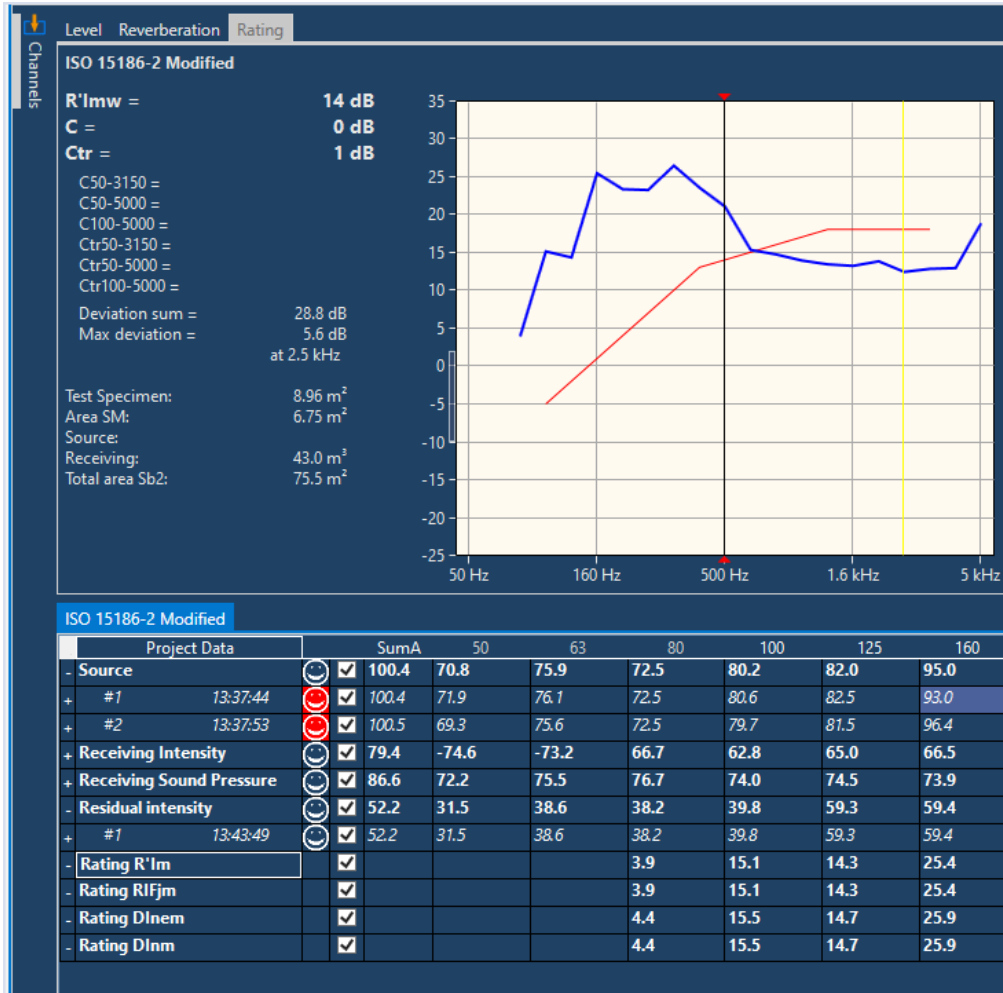 Channels
Level Reverberation Rating
ISO 15186-2 Modified
R'Imw = 14 dB
C = 0 dB
Ctr = 1 dB
C50-3150 =
C50-5000 =
C100-5000 =
Ctr50-3150 =
Ctr50-5000 =
Ctr100-5000 =
Deviation sum = 28.8 dB
Max deviation = 5.6 dB
at 2.5 kHz
Test Specimen: 8.96 m²
Area SM: 6.75 m²
Source:
Receiving: 43.0 m³
Total area Sb2: 75.5 m²
35
30
25
20
15
10
5
0
-5
-10
-15
-20
-25
50 Hz 160 Hz 500 Hz 1.6 kHz 5 kHz
ISO 15186-2 Modified
Project Data SumA 50 63 80 100 125 160
- Source 100.4 70.8 75.9 72.5 80.2 82.0 95.0
+ #1 13:37:44 100.4 71.9 76.1 72.5 80.6 82.5 93.0
+ #2 13:37:53 100.5 69.3 75.6 72.5 79.7 81.5 96.4
+ Receiving Intensity 79.4 -74.6 -73.2 66.7 62.8 65.0 66.5
+ Receiving Sound Pressure 86.6 72.2 75.5 76.7 74.0 74.5 73.9
- Residual intensity 52.2 31.5 38.6 38.2 39.8 59.3 59.4
+ #1 13:43:49 52.2 31.5 38.6 38.2 39.8 59.3 59.4
- Rating R'Im 3.9 15.1 14.3 25.4
- Rating RIFjm 3.9 15.1 14.3 25.4
- Rating DInem 4.4 15.5 14.7 25.9
- Rating DInm 4.4 15.5 14.7 25.9